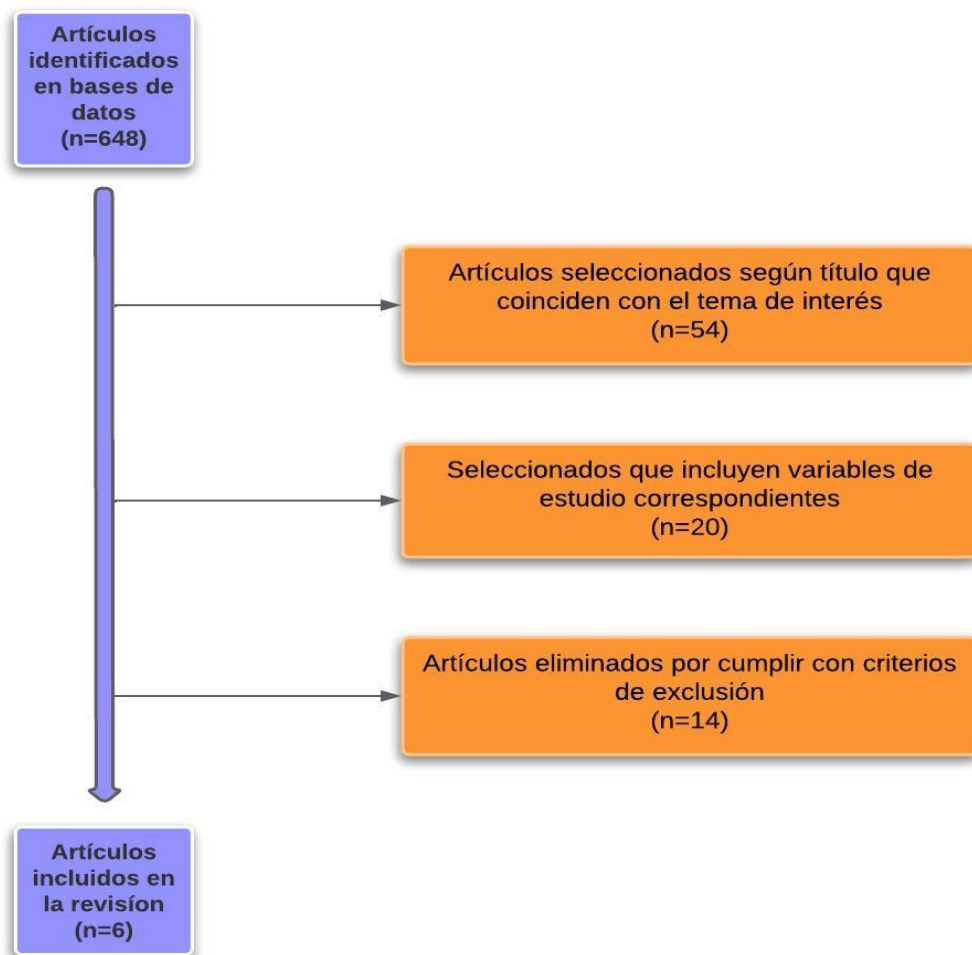 Artículos
identificados
en bases de
datos
(n=648)
Artículos seleccionados según título que
coinciden con el tema de interés
(n=54)
Seleccionados que incluyen variables de
estudio correspondientes
(n=20)
Artículos eliminados por cumplir con criterios
de exclusión
(n=14)
Artículos
incluidos en
la revisíon
(n=6)